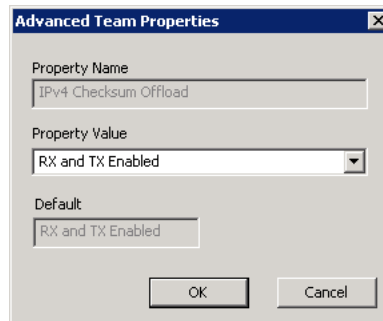 Advanced Team Properties
Property Name
IPv4 Checksum Offload
Property Value
RX and TX Enabled
Default
RX and TX Enabled
OK Cancel